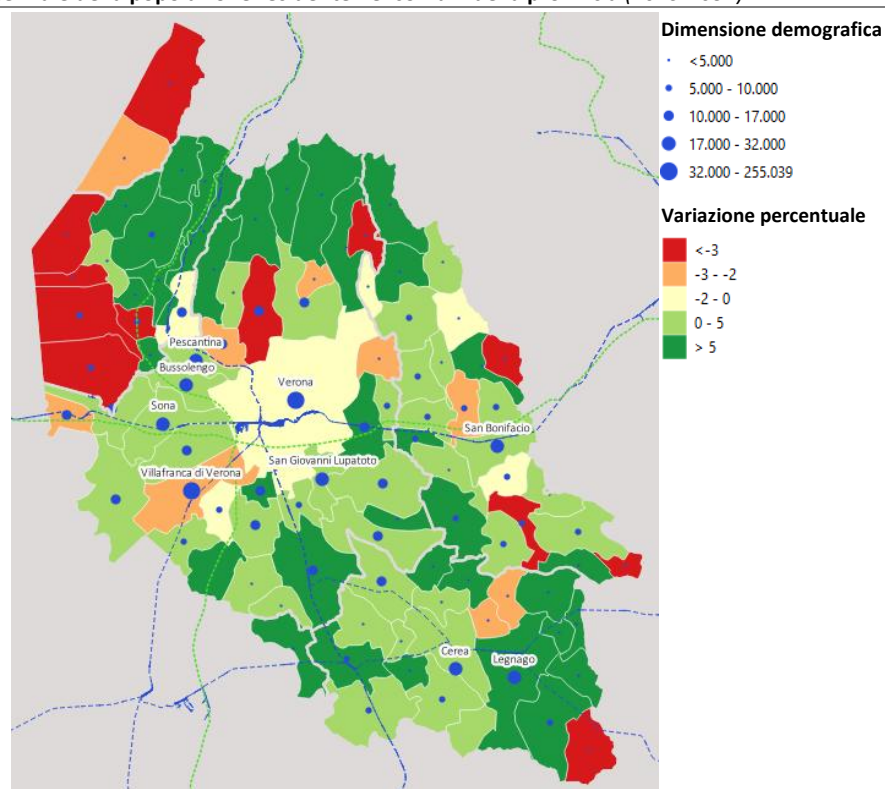 della popolazione
Dimensione demografica
<5.000
5.000 - 10.000
10.000 - 17.000
17.000 - 32.000
32.000 - 255.039
Variazione percentuale
<-3
-3 - -2
-2 - 0
0 - 5
> 5
Pescantina
Bussolengo
Verona
Sona
San Bonifacio
San Giovanni Lupatoto
Villafranca di Verona
Cerea
Legnago